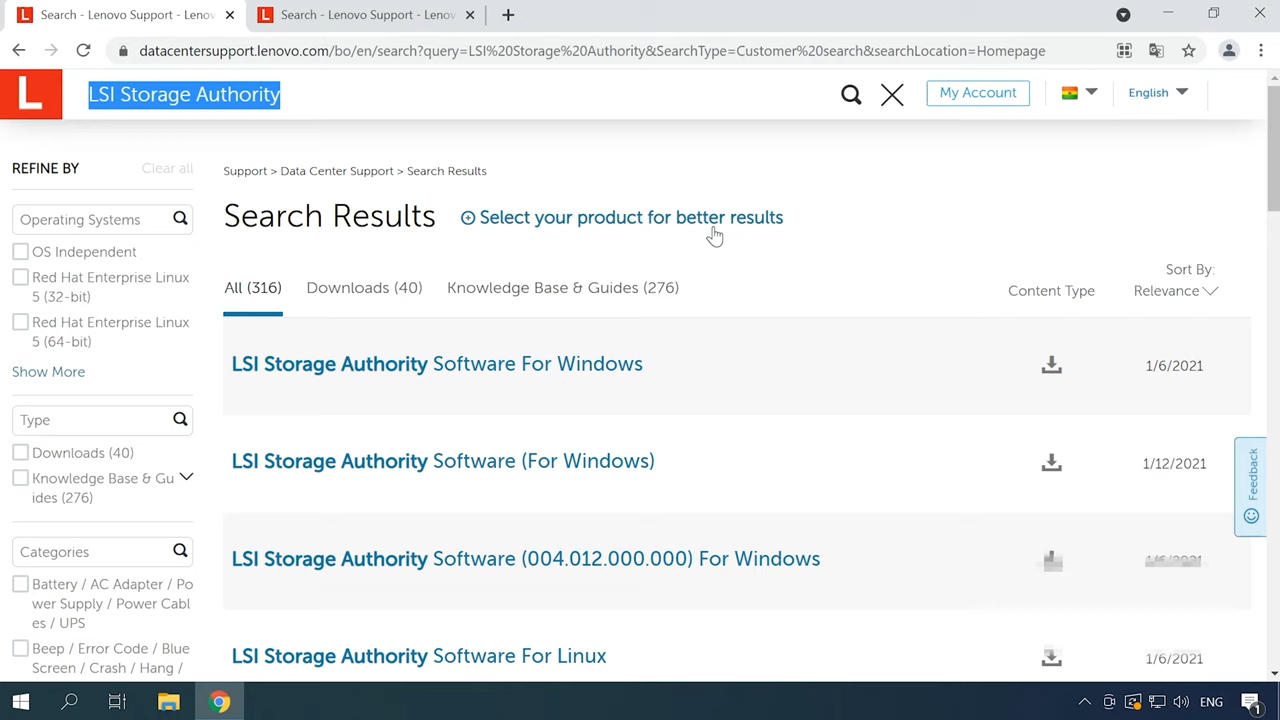 Search - Lenovo Support - Lenov
Search - Lenovo Support - Lenov
datacentersupport.lenovo.com/bo/en/search?query=LSI%20Storage%20Authority&SearchType=Customer%20search&searchLocation=Homepage
L
LSI Storage Authority
My Account
English
REFINE BY
Clear all
Operating Systems
OS Independent
Red Hat Enterprise Linux
5 (32-bit)
Red Hat Enterprise Linux
5 (64-bit)
Show More
Type
Downloads (40)
Knowledge Base & Gu
ides (276)
Categories
Battery / AC Adapter / Po
wer Supply / Power Cabl
es / UPS
Beep / Error Code / Blue
Screen / Crash / Hang /
Support > Data Center Support > Search Results
Search Results
Select your product for better results
All (316)
Downloads (40)
Knowledge Base & Guides (276)
Content Type
Sort By:
Relevance
LSI Storage Authority Software For Windows
1/6/2021
LSI Storage Authority Software (For Windows)
1/12/2021
LSI Storage Authority Software (004.012.000.000) For Windows
LSI Storage Authority Software For Linux
1/6/2021
Feedback
ENG
1